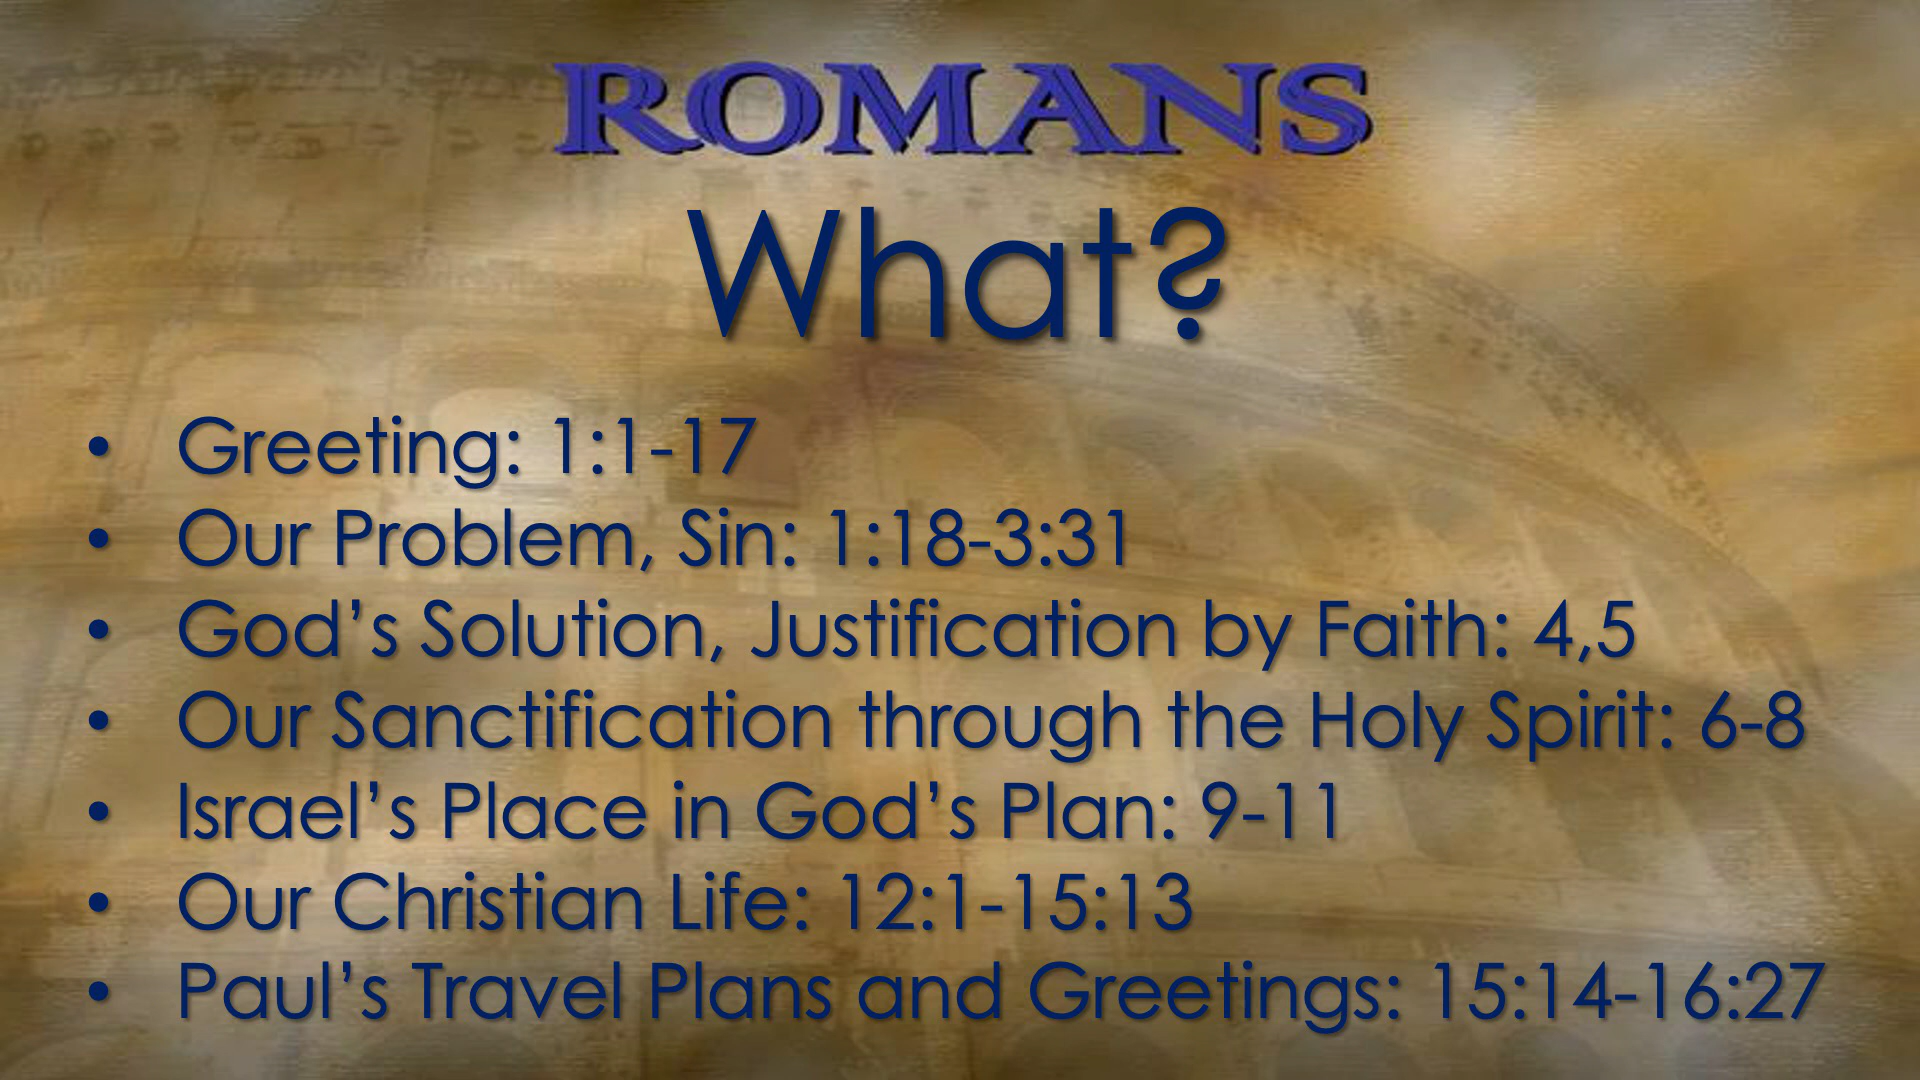 ROMANS
What?
• Greeting: 1:1-17
• Our Problem, Sin: 1:18-3:31
• God’s Solution, Justification by Faith: 4,5
• Our Sanctification through the Holy Spirit: 6-8
• Israel’s Place in God’s Plan: 9-11
• Our Christian Life: 12:1-15:13
• Paul’s Travel Plans and Greetings: 15:14-16:27